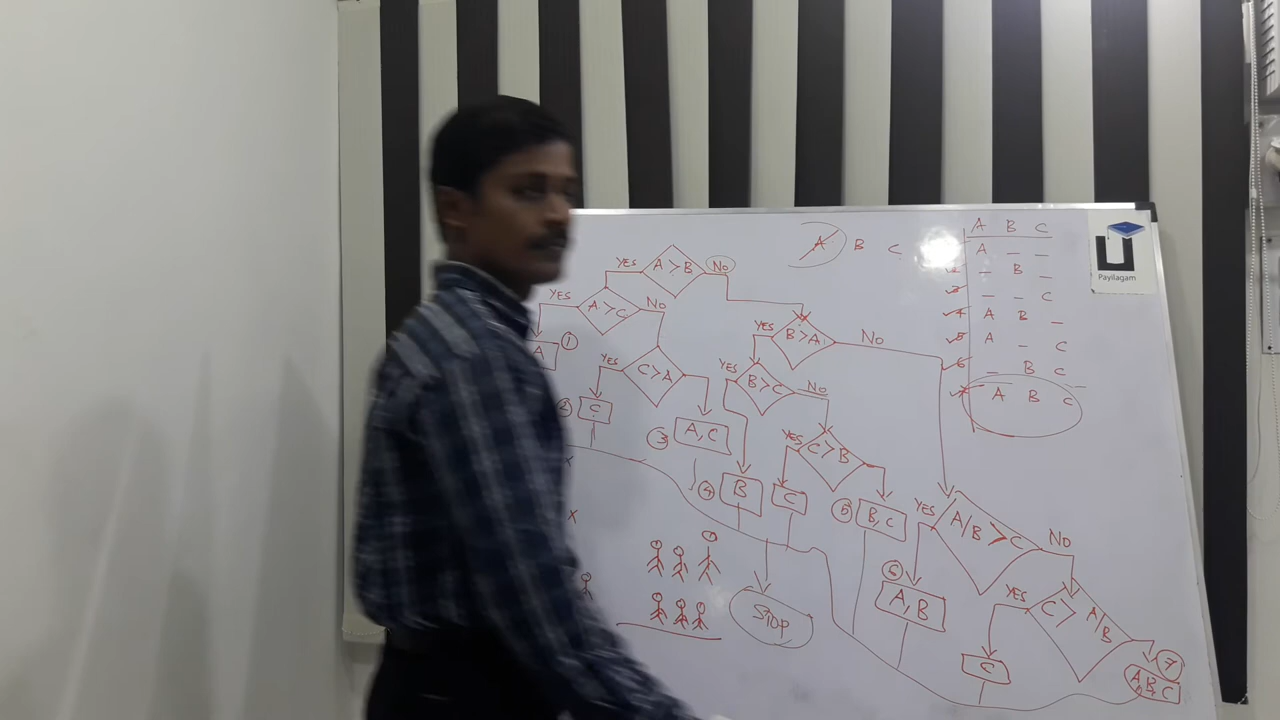 A B C
A B C
A _ _
_ B _
_ _ C
A B _
A _ C
_ B C
A B C
Payilagam
YES A > B No
YES A > C No
A ①
YES C > A
② C
③ A, C
YES B > A No
YES B > C No
④ B
YES C > B
C
⑤ B, C
YES A/B > C No
⑥ A, B
YES C > A/B
C
⑦ A, B, C
Stop